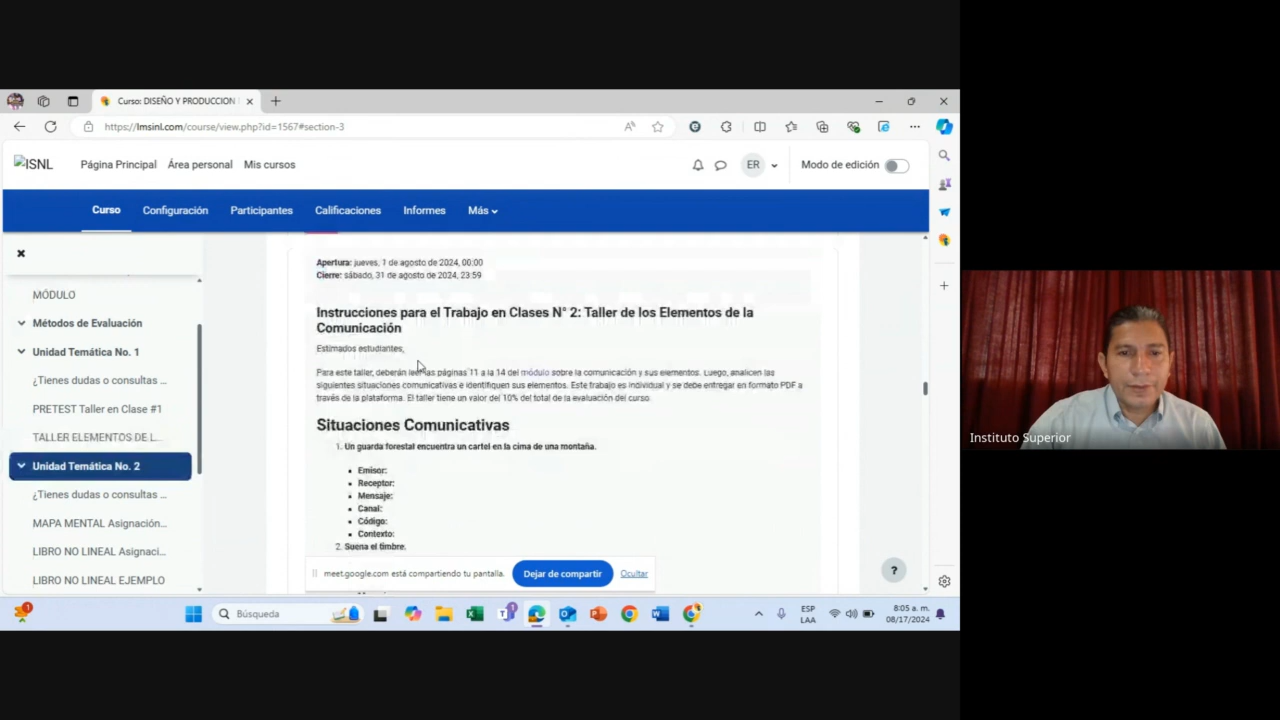 Curso: DISEÑO Y PRODUCCION
https://lmsinl.com/course/view.php?id=1567#section-3
ISNL
Página Principal
Área personal
Mis cursos
ER
Modo de edición
Curso
Configuración
Participantes
Calificaciones
Informes
Más
MÓDULO
Métodos de Evaluación
Unidad Temática No. 1
¿Tienes dudas o consultas ...
PRETEST Taller en Clase #1
TALLER ELEMENTOS DE L...
Unidad Temática No. 2
¿Tienes dudas o consultas ...
MAPA MENTAL Asignación...
LIBRO NO LINEAL Asignaci...
LIBRO NO LINEAL EJEMPLO
Apertura: jueves, 1 de agosto de 2024, 00:00
Cierre: sábado, 31 de agosto de 2024, 23:59
Instrucciones para el Trabajo en Clases N° 2: Taller de los Elementos de la
Comunicación
Estimados estudiantes,
Para este taller, deberán leer las páginas 11 a la 14 del módulo sobre la comunicación y sus elementos. Luego, analicen las
siguientes situaciones comunicativas e identifiquen sus elementos. Este trabajo es individual y se debe entregar en formato PDF a
través de la plataforma. El taller tiene un valor del 10% del total de la evaluación del curso.
Situaciones Comunicativas
1. Un guarda forestal encuentra un cartel en la cima de una montaña.
Emisor:
Receptor:
Mensaje:
Canal:
Código:
Contexto:
2. Suena el timbre.
meet.google.com está compartiendo tu pantalla.
Dejar de compartir
Ocultar
?
Búsqueda
ESP
LAA
8:05 a. m.
08/17/2024
Instituto Superior